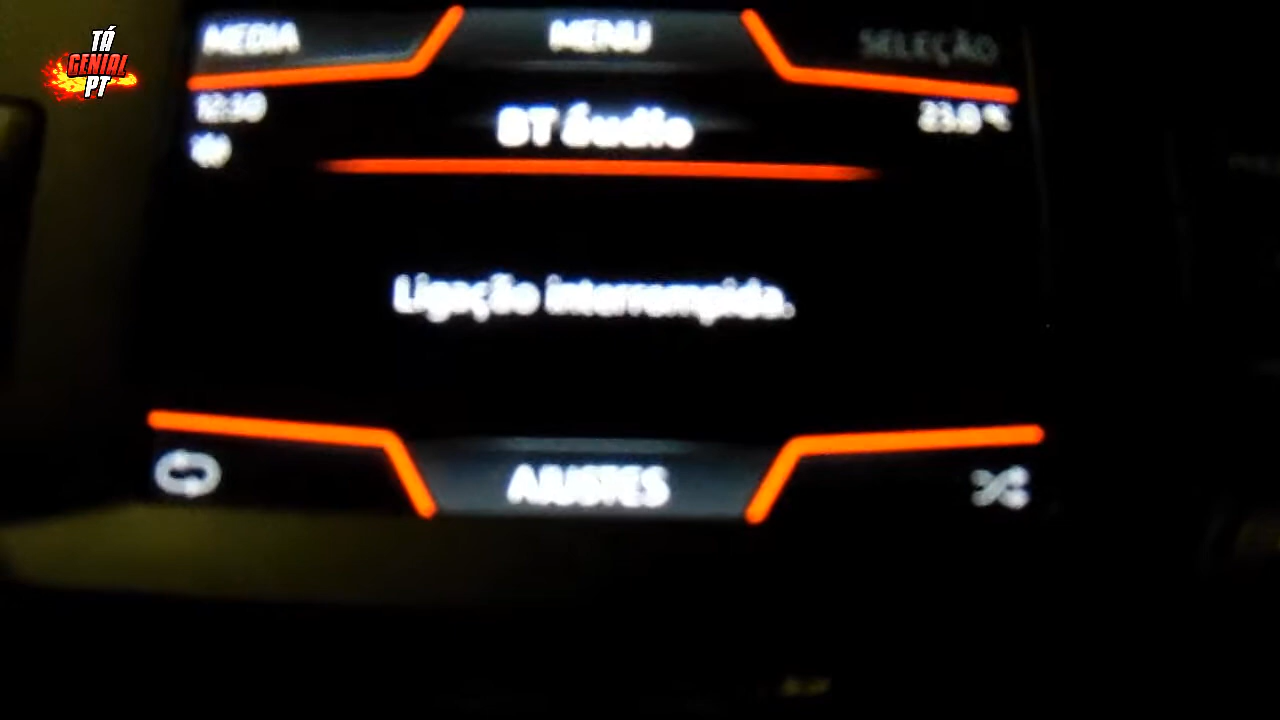 TÁ
GENIAL
PT
MEDIA
MENU
SELEÇÃO
12:30
BT áudio
23.0 °C
Ligação interrompida.
AJUSTES